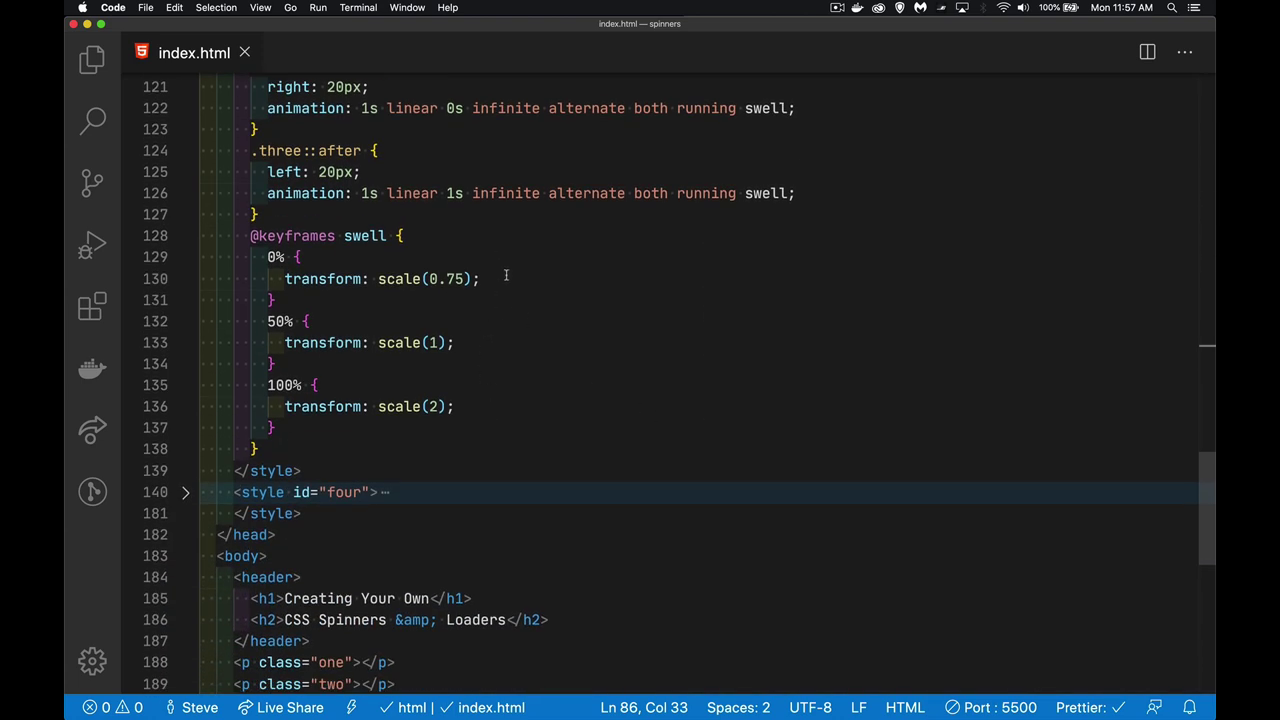 Code File Edit Selection View Go Run Terminal Window Help 100% Mon 11:57 AM
index.html — spinners
index.html
121 right: 20px;
122 animation: 1s linear 0s infinite alternate both running swell;
123 }
124 .three::after {
125 left: 20px;
126 animation: 1s linear 1s infinite alternate both running swell;
127 }
128 @keyframes swell {
129 0% {
130 transform: scale(0.75);
131 }
132 50% {
133 transform: scale(1);
134 }
135 100% {
136 transform: scale(2);
137 }
138 }
139 </style>
140 <style id="four">⋯
181 </style>
182 </head>
183 <body>
184 <header>
185 <h1>Creating Your Own</h1>
186 <h2>CSS Spinners &amp; Loaders</h2>
187 </header>
188 <p class="one"></p>
189 <p class="two"></p>
0 0 Steve Live Share html | index.html Ln 86, Col 33 Spaces: 2 UTF-8 LF HTML Port : 5500 Prettier: